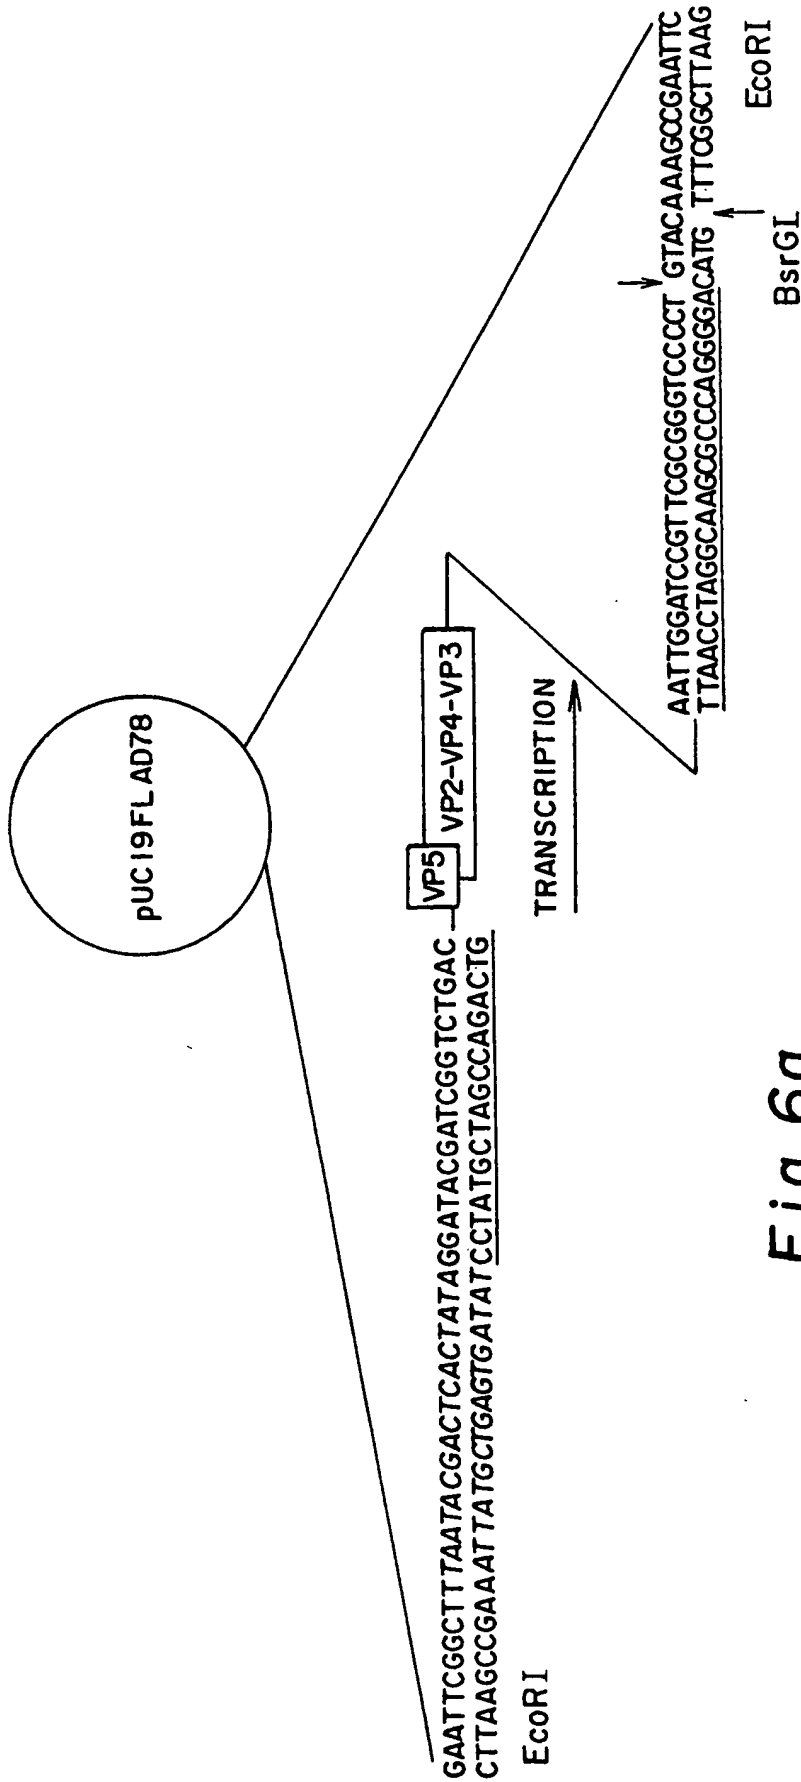 pUC19FLAD78
VP5
VP2-VP4-VP3
GAATTCGGCTTTAATACGACTCACTATAGGATACGATCGGTCTGAC
CTTAAGCCGAAATTATGCTGAGTGATATCCTATGCTAGCCAGACTG
EcoRI
TRANSCRIPTION
AATTGGATCCGTTCGCGGGTCCCCT GTACAAAGCCGAATTC
TTAACCTAGGCAAGCGCCCAGGGGACATG TTTCGGCTTAAG
BsrGI
EcoRI
Fig. 6a